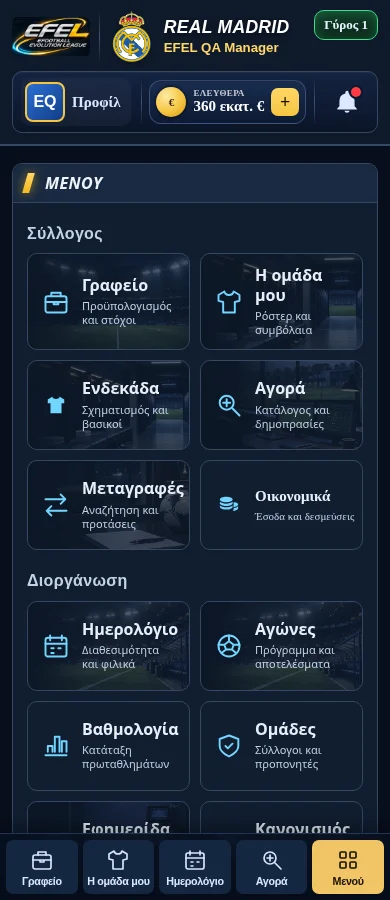 EFEL
EFOOTBALL
EVOLUTION LEAGUE
REAL MADRID
EFEL QA Manager
Γύρος 1
EQ
Προφίλ
€
ΕΛΕΥΘΕΡΑ
360 εκατ. €
+
ΜΕΝΟΥ
Σύλλογος
Γραφείο
Προϋπολογισμός
και στόχοι
Η ομάδα
μου
Ρόστερ και
συμβόλαια
Ενδεκάδα
Σχηματισμός και
βασικοί
Αγορά
Κατάλογος και
δημοπρασίες
Μεταγραφές
Αναζήτηση και
προτάσεις
Οικονομικά
Έσοδα και δεσμεύσεις
Διοργάνωση
Ημερολόγιο
Διαθεσιμότητα
και φιλικά
Αγώνες
Πρόγραμμα και
αποτελέσματα
Βαθμολογία
Κατάταξη
πρωταθλημάτων
Ομάδες
Σύλλογοι και
προπονητές
Εφημερίδα
Κανονισμός
Γραφείο
Η ομάδα μου
Ημερολόγιο
Αγορά
Μενού